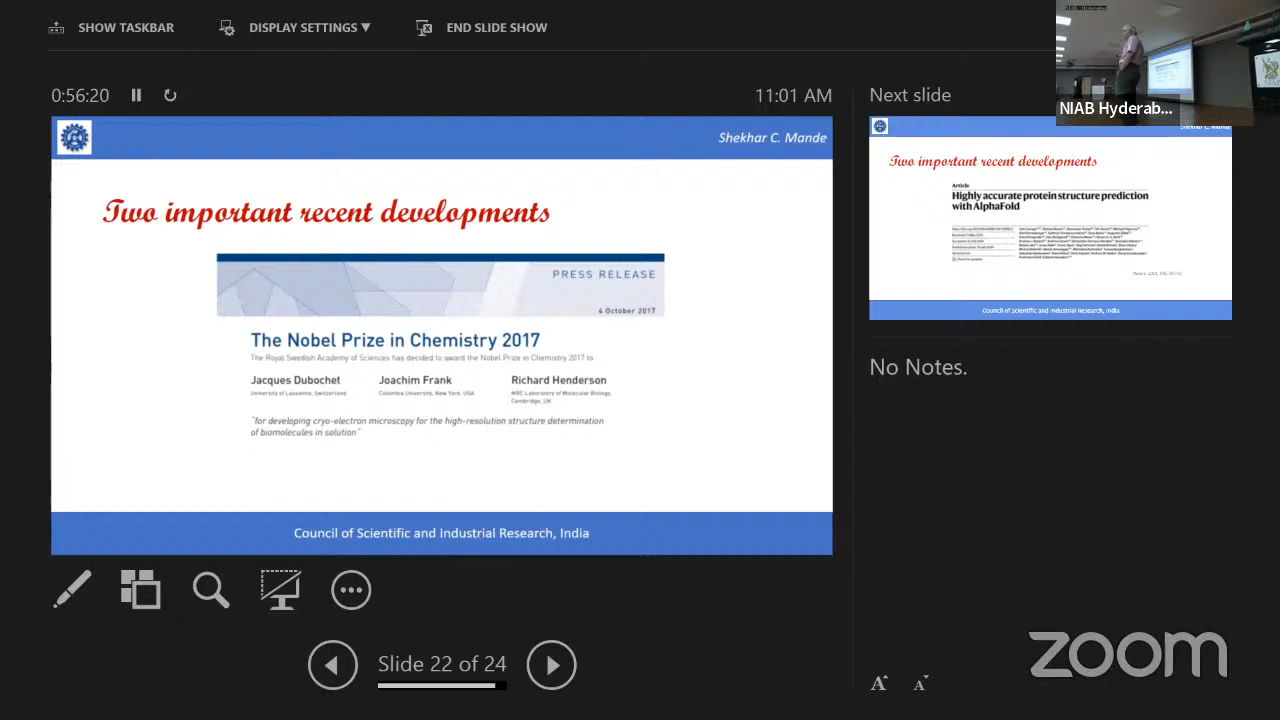 SHOW TASKBAR
DISPLAY SETTINGS ▼
END SLIDE SHOW
NIAB Hyderab...
0:56:20
11:01 AM
Next slide
Shekhar C. Mande
Two important recent developments
PRESS RELEASE
4 October 2017
The Nobel Prize in Chemistry 2017
The Royal Swedish Academy of Sciences has decided to award the Nobel Prize in Chemistry 2017 to
Jacques Dubochet
University of Lausanne, Switzerland
Joachim Frank
Columbia University, New York, USA
Richard Henderson
MRC Laboratory of Molecular Biology,
Cambridge, UK
"for developing cryo-electron microscopy for the high-resolution structure determination
of biomolecules in solution"
Council of Scientific and Industrial Research, India
Shekhar C. Mande
Two important recent developments
Article
Highly accurate protein structure prediction
with AlphaFold
Council of Scientific and Industrial Research, India
No Notes.
Slide 22 of 24
A A
zoom